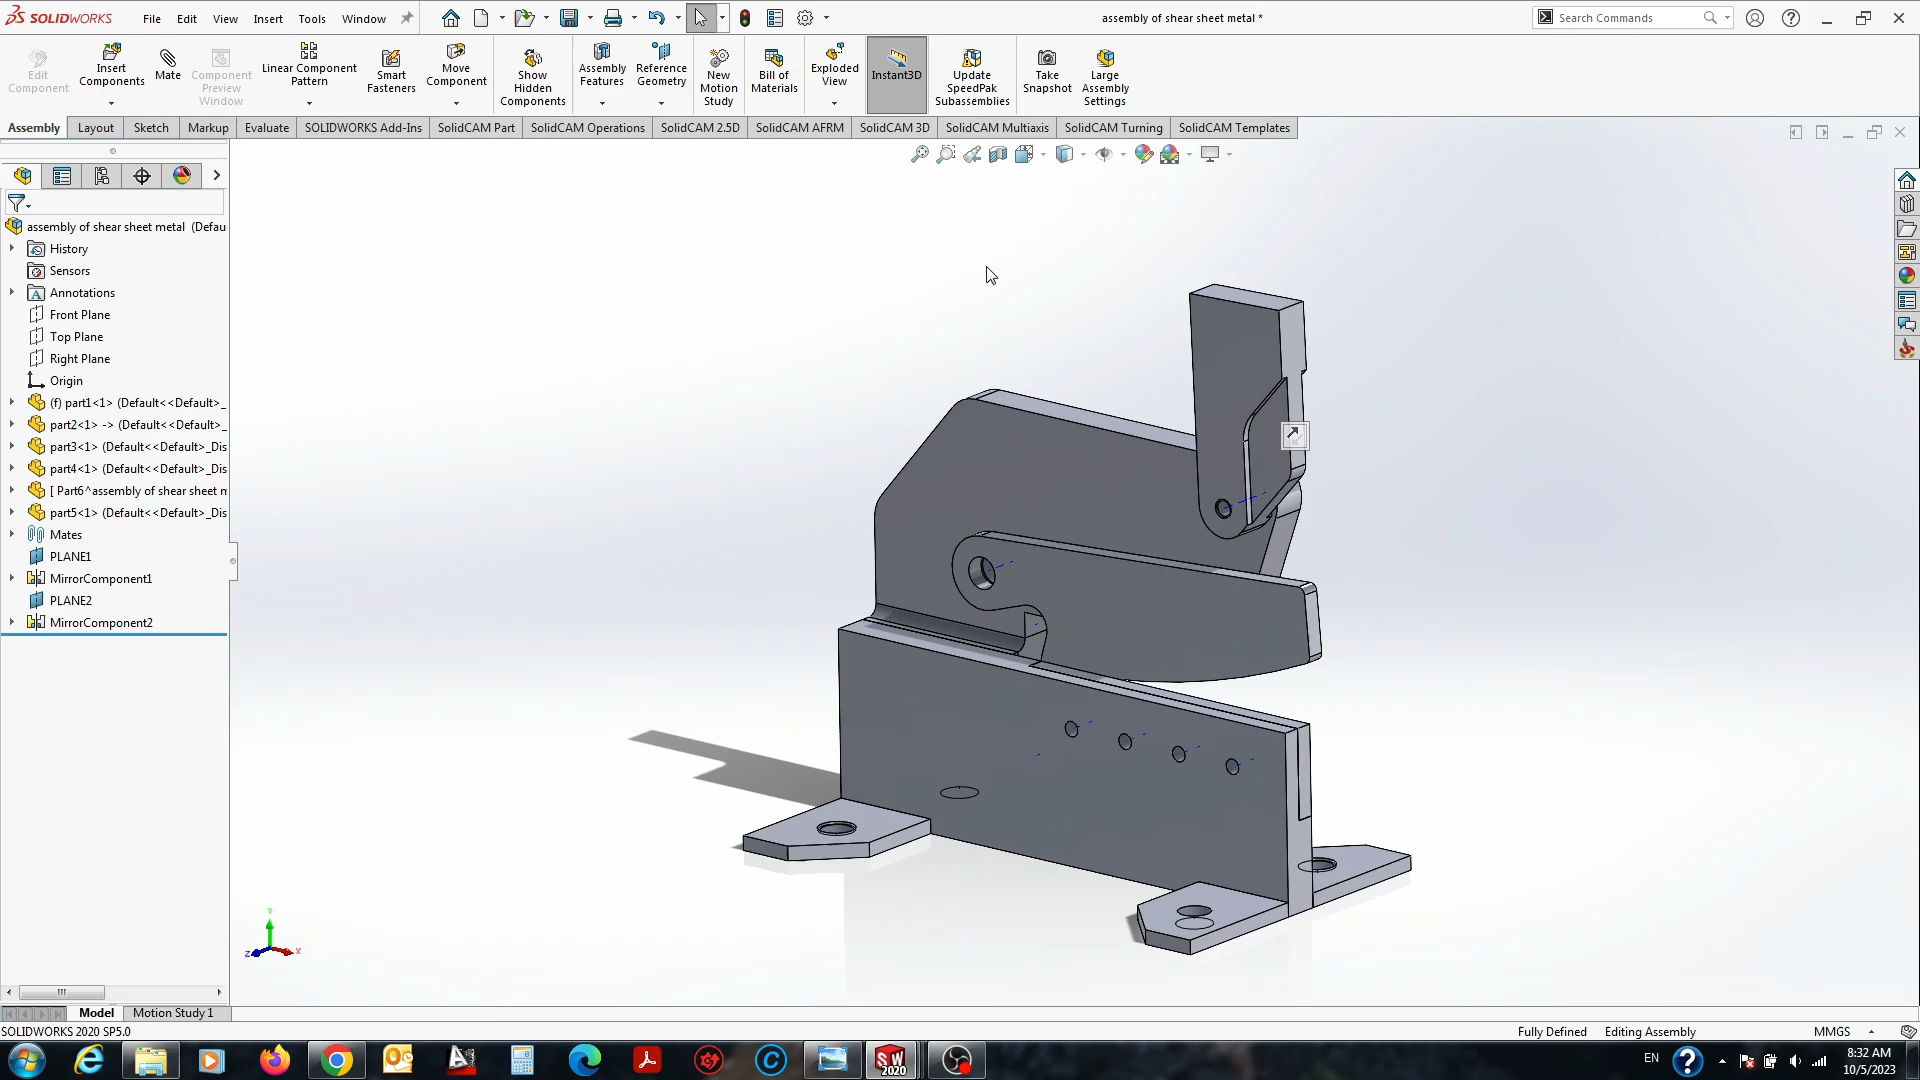 SOLIDWORKS
File Edit View Insert Tools Window
assembly of shear sheet metal *
Search Commands
Edit Component
Insert Components
Mate
Component Preview Window
Linear Component Pattern
Smart Fasteners
Move Component
Show Hidden Components
Assembly Features
Reference Geometry
New Motion Study
Bill of Materials
Exploded View
Instant3D
Update SpeedPak Subassemblies
Take Snapshot
Large Assembly Settings
Assembly Layout Sketch Markup Evaluate SOLIDWORKS Add-Ins SolidCAM Part SolidCAM Operations SolidCAM 2.5D SolidCAM AFRM SolidCAM 3D SolidCAM Multiaxis SolidCAM Turning SolidCAM Templates
assembly of shear sheet metal (Defau
History
Sensors
Annotations
Front Plane
Top Plane
Right Plane
Origin
(f) part1<1> (Default<<Default>_
part2<1> -> (Default<<Default>_
part3<1> (Default<<Default>_Dis
part4<1> (Default<<Default>_Dis
[ Part6^assembly of shear sheet m
part5<1> (Default<<Default>_Dis
Mates
PLANE1
MirrorComponent1
PLANE2
MirrorComponent2
Y
Z X
Model Motion Study 1
SOLIDWORKS 2020 SP5.0
Fully Defined Editing Assembly MMGS
SW 2020
EN
8:32 AM
10/5/2023